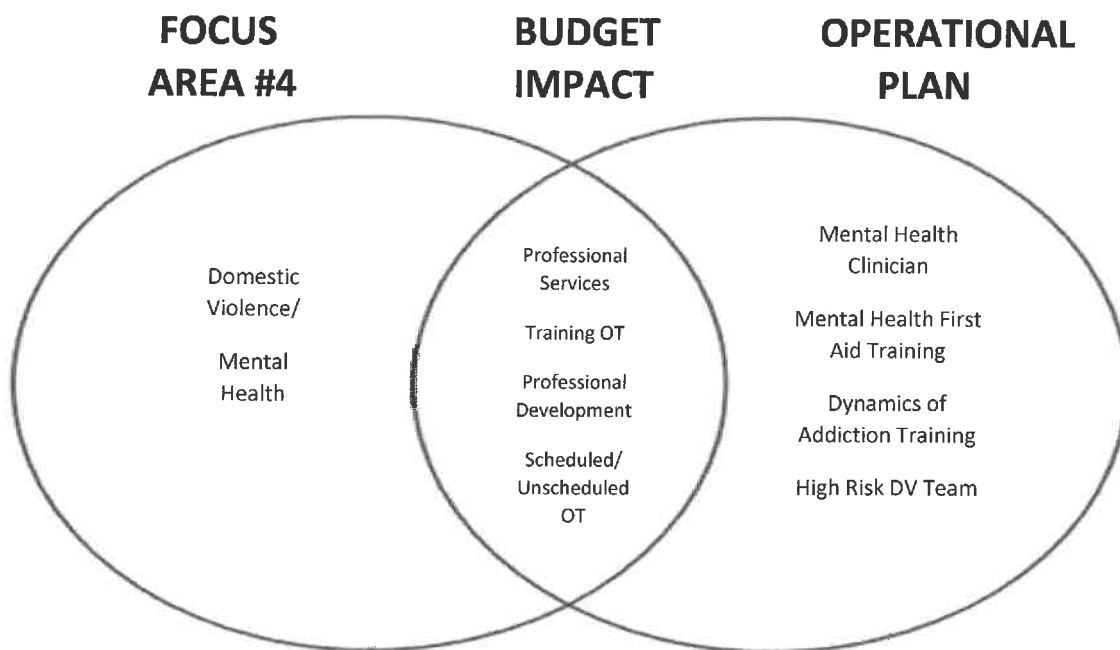 FOCUS
AREA #4
BUDGET
IMPACT
OPERATIONAL
PLAN
Domestic
Violence/
Mental
Health
Professional
Services
Training OT
Professional
Development
Scheduled/
Unscheduled
OT
Mental Health
Clinician
Mental Health First
Aid Training
Dynamics of
Addiction Training
High Risk DV Team